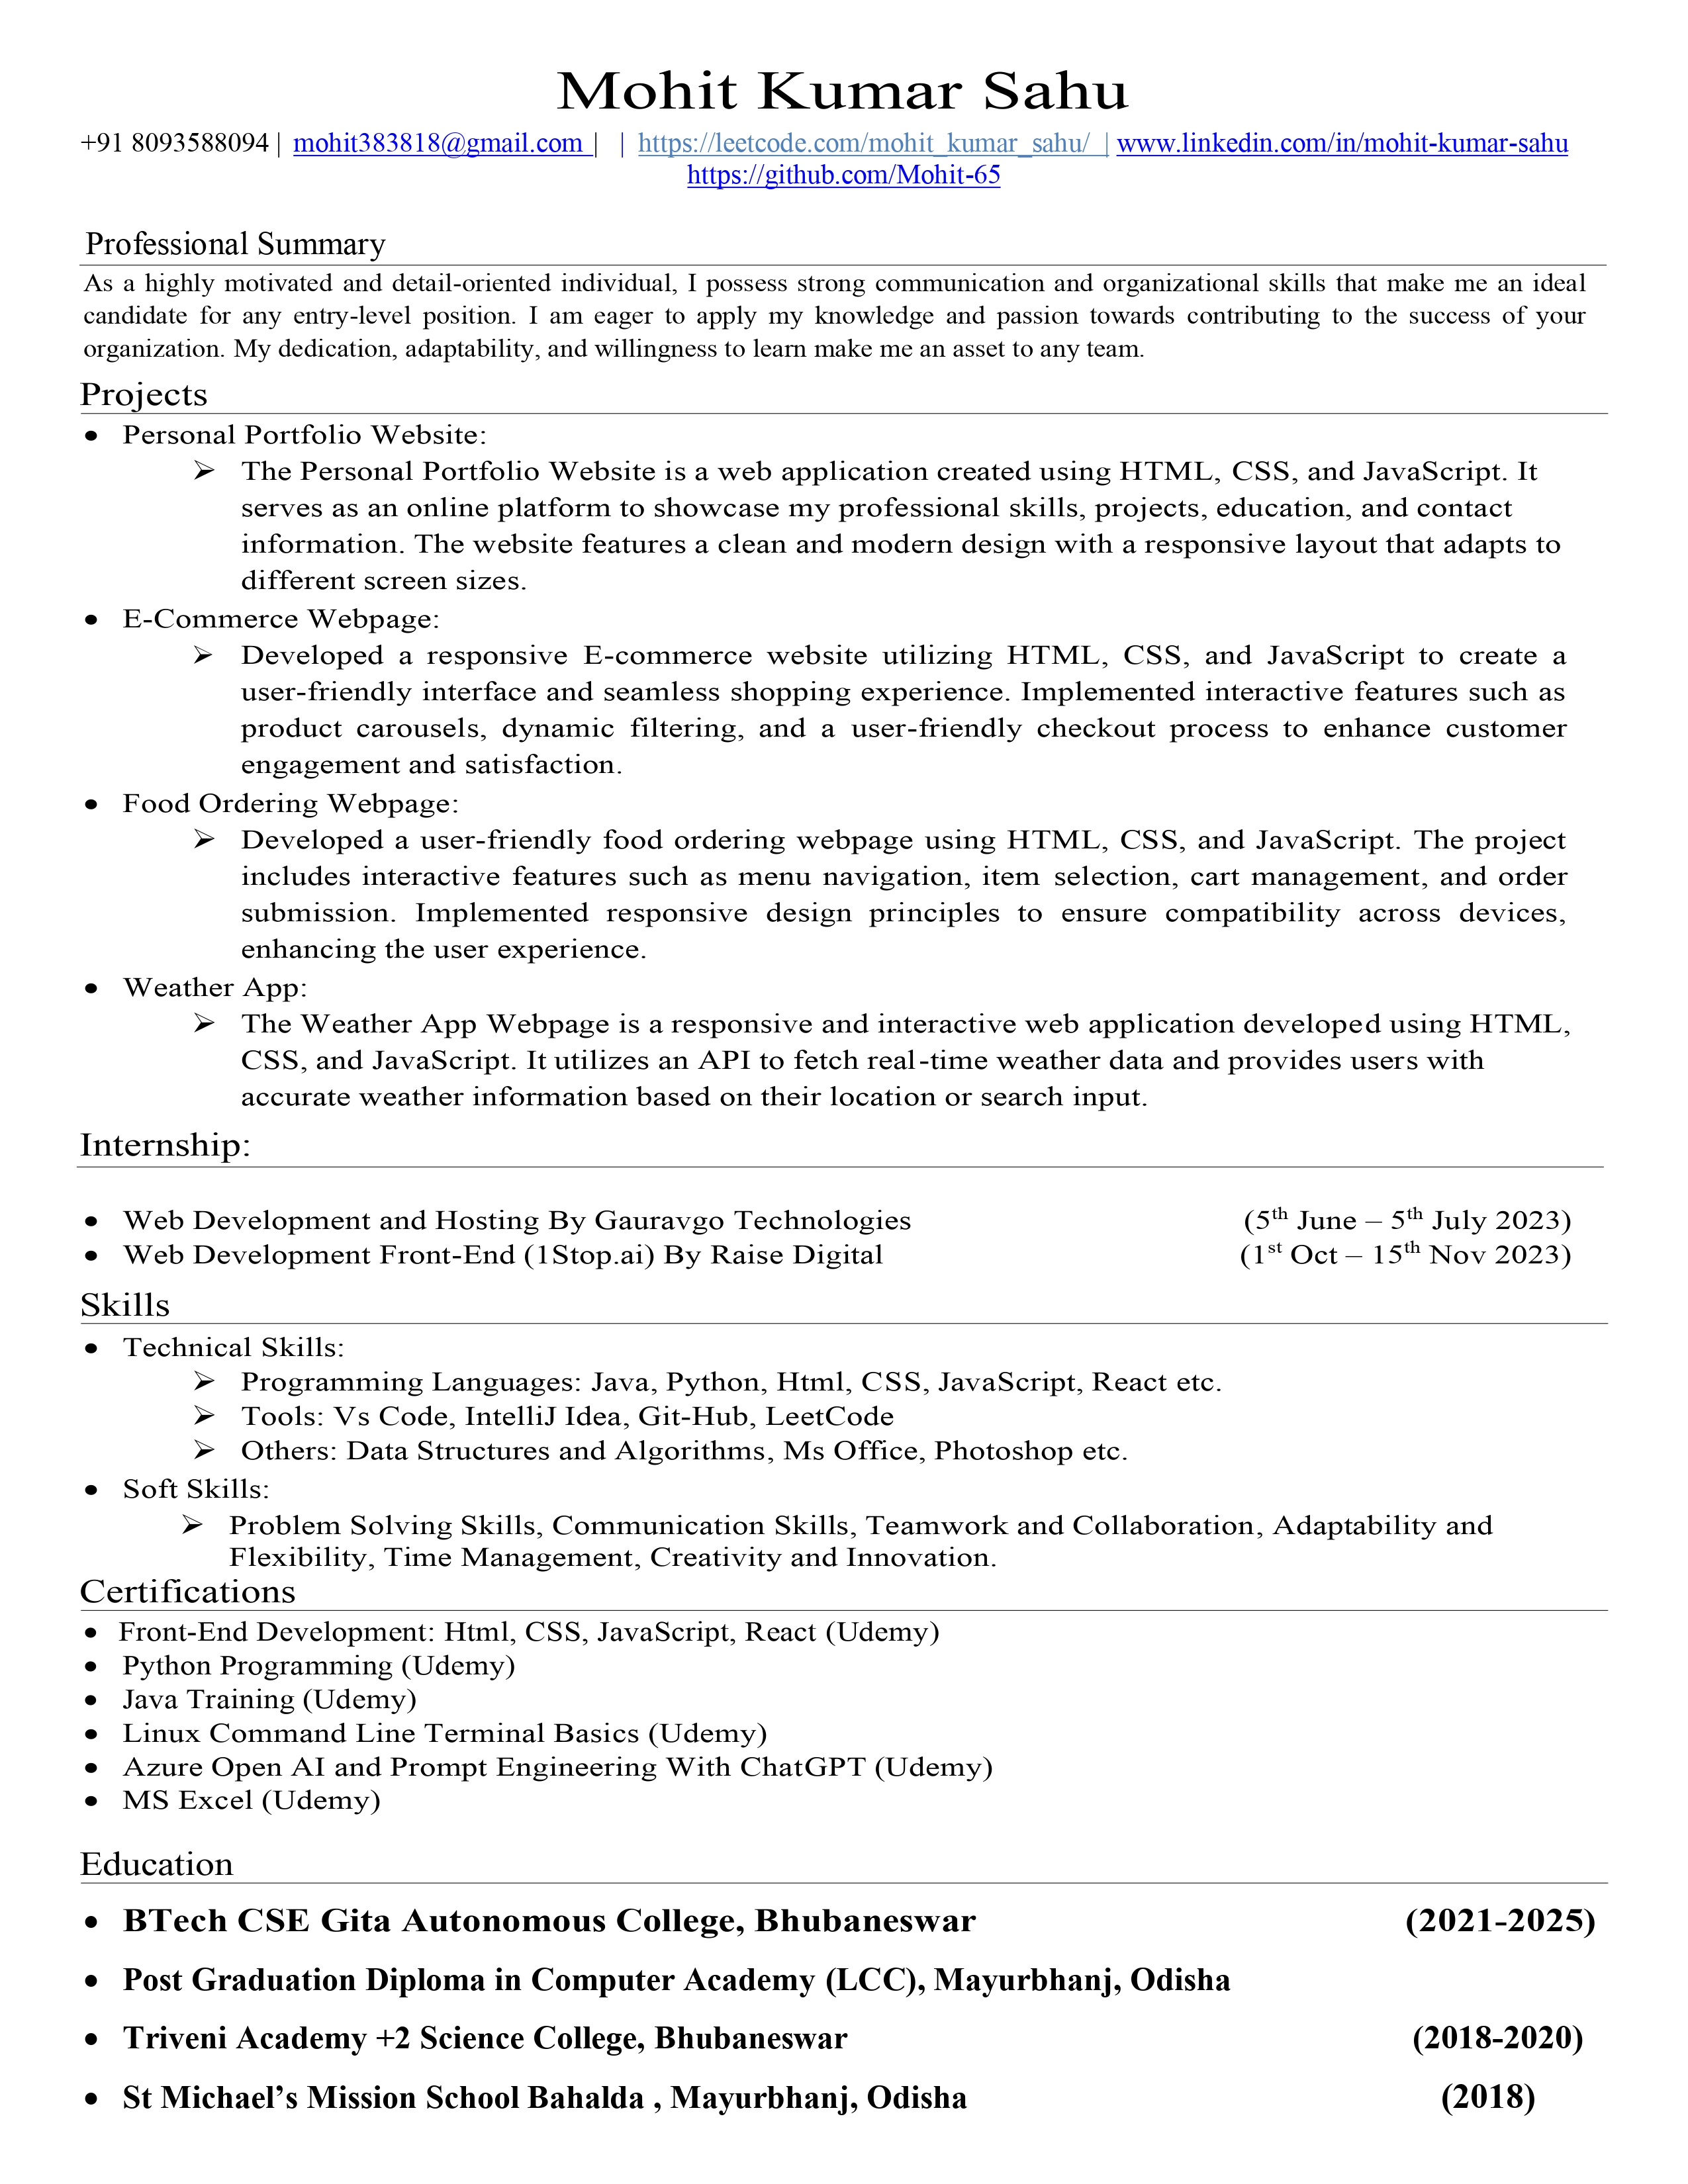 Mohit Kumar Sahu
+91 8093588094 | mohit383818@gmail.com | | https://leetcode.com/mohit_kumar_sahu/ | www.linkedin.com/in/mohit-kumar-sahu
https://github.com/Mohit-65
Professional Summary
As a highly motivated and detail-oriented individual, I possess strong communication and organizational skills that make me an ideal
candidate for any entry-level position. I am eager to apply my knowledge and passion towards contributing to the success of your
organization. My dedication, adaptability, and willingness to learn make me an asset to any team.
Projects
• Personal Portfolio Website:
➢ The Personal Portfolio Website is a web application created using HTML, CSS, and JavaScript. It
serves as an online platform to showcase my professional skills, projects, education, and contact
information. The website features a clean and modern design with a responsive layout that adapts to
different screen sizes.
• E-Commerce Webpage:
➢ Developed a responsive E-commerce website utilizing HTML, CSS, and JavaScript to create a
user-friendly interface and seamless shopping experience. Implemented interactive features such as
product carousels, dynamic filtering, and a user-friendly checkout process to enhance customer
engagement and satisfaction.
• Food Ordering Webpage:
➢ Developed a user-friendly food ordering webpage using HTML, CSS, and JavaScript. The project
includes interactive features such as menu navigation, item selection, cart management, and order
submission. Implemented responsive design principles to ensure compatibility across devices,
enhancing the user experience.
• Weather App:
➢ The Weather App Webpage is a responsive and interactive web application developed using HTML,
CSS, and JavaScript. It utilizes an API to fetch real-time weather data and provides users with
accurate weather information based on their location or search input.
Internship:
• Web Development and Hosting By Gauravgo Technologies (5th June – 5th July 2023)
• Web Development Front-End (1Stop.ai) By Raise Digital (1st Oct – 15th Nov 2023)
Skills
• Technical Skills:
➢ Programming Languages: Java, Python, Html, CSS, JavaScript, React etc.
➢ Tools: Vs Code, IntelliJ Idea, Git-Hub, LeetCode
➢ Others: Data Structures and Algorithms, Ms Office, Photoshop etc.
• Soft Skills:
➢ Problem Solving Skills, Communication Skills, Teamwork and Collaboration, Adaptability and
Flexibility, Time Management, Creativity and Innovation.
Certifications
• Front-End Development: Html, CSS, JavaScript, React (Udemy)
• Python Programming (Udemy)
• Java Training (Udemy)
• Linux Command Line Terminal Basics (Udemy)
• Azure Open AI and Prompt Engineering With ChatGPT (Udemy)
• MS Excel (Udemy)
Education
• BTech CSE Gita Autonomous College, Bhubaneswar (2021-2025)
• Post Graduation Diploma in Computer Academy (LCC), Mayurbhanj, Odisha
• Triveni Academy +2 Science College, Bhubaneswar (2018-2020)
• St Michael’s Mission School Bahalda , Mayurbhanj, Odisha (2018)